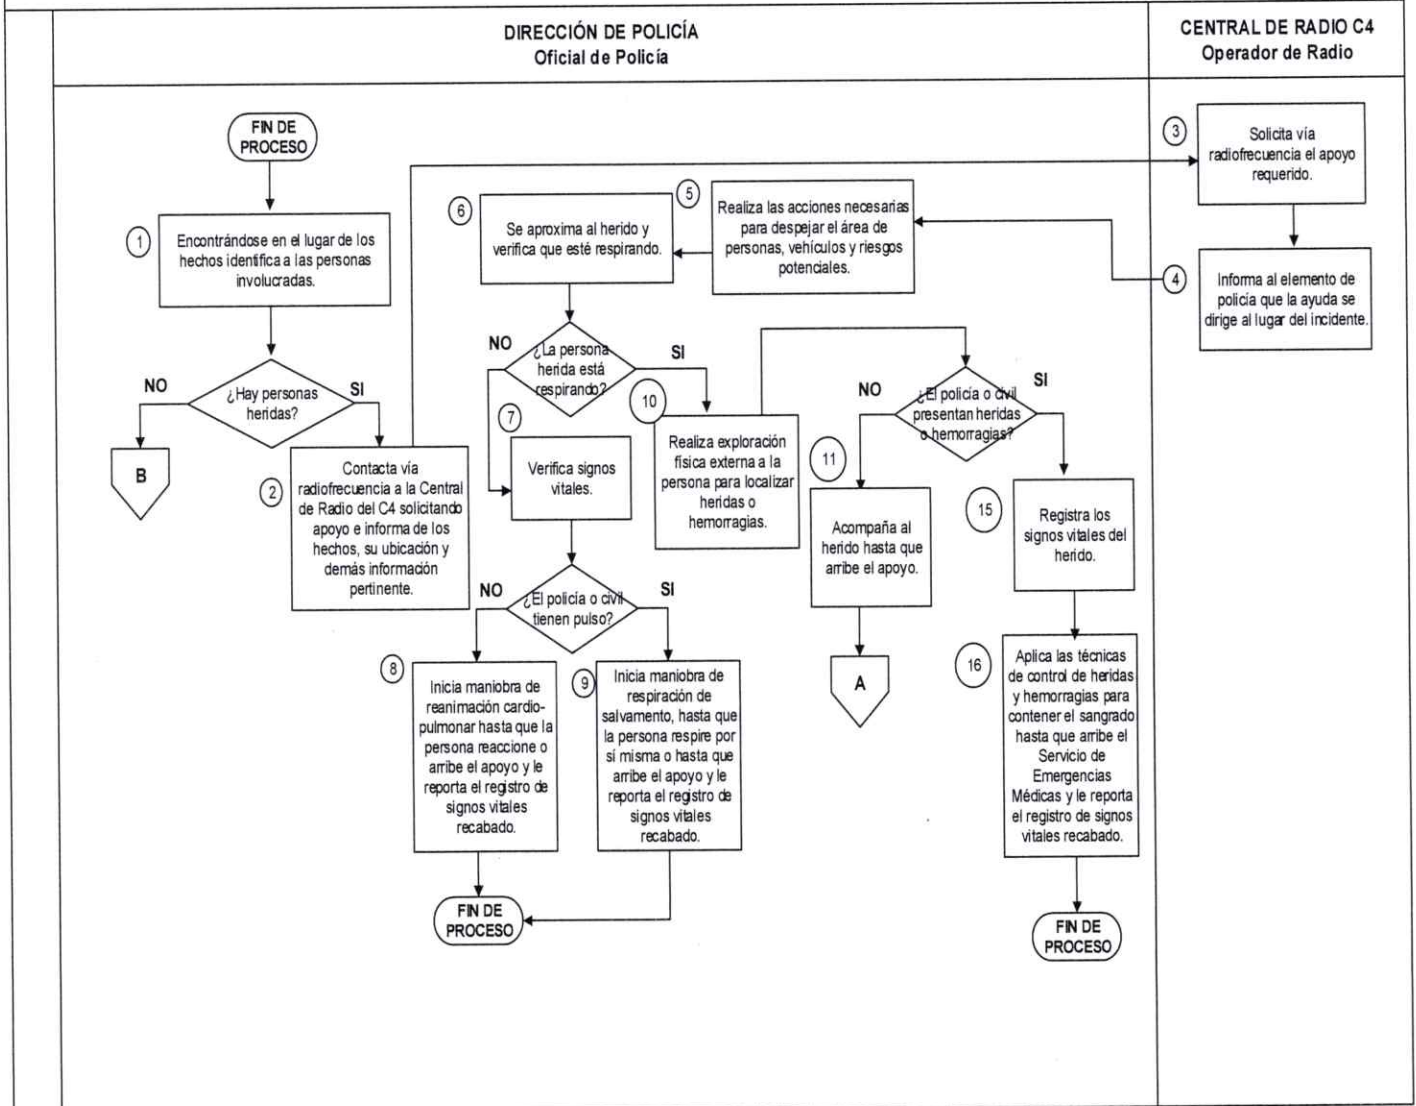 DIRECCIÓN DE POLICÍA
Oficial de Policía
CENTRAL DE RADIO C4
Operador de Radio
FIN DE
PROCESO
1
Encontrándose en el lugar de los
hechos identifica a las personas
involucradas.
¿Hay personas
heridas?
NO
SI
B
2
Contacta vía
radiofrecuencia a la Central
de Radio del C4 solicitando
apoyo e informa de los
hechos, su ubicación y
demás información
pertinente.
3
Solicita vía
radiofrecuencia el apoyo
requerido.
4
Informa al elemento de
policía que la ayuda se
dirige al lugar del incidente.
5
Realiza las acciones necesarias
para despejar el área de
personas, vehículos y riesgos
potenciales.
6
Se aproxima al herido y
verifica que esté respirando.
¿La persona
herida está
respirando?
NO
SI
7
Verifica signos
vitales.
¿El policía o civil
tienen pulso?
NO
SI
8
Inicia maniobra de
reanimación cardio-
pulmonar hasta que la
persona reaccione o
arribe el apoyo y le
reporta el registro de
signos vitales
recabado.
9
Inicia maniobra de
respiración de
salvamento, hasta que
la persona respire por
sí misma o hasta que
arribe el apoyo y le
reporta el registro de
signos vitales
recabado.
FIN DE
PROCESO
10
Realiza exploración
física externa a la
persona para localizar
heridas o
hemorragias.
¿El policía o civil
presentan heridas
o hemorragias?
NO
SI
11
Acompaña al
herido hasta que
arribe el apoyo.
A
15
Registra los
signos vitales del
herido.
16
Aplica las técnicas
de control de heridas
y hemorragias para
contener el sangrado
hasta que arribe el
Servicio de
Emergencias
Médicas y le reporta
el registro de signos
vitales recabado.
FIN DE
PROCESO